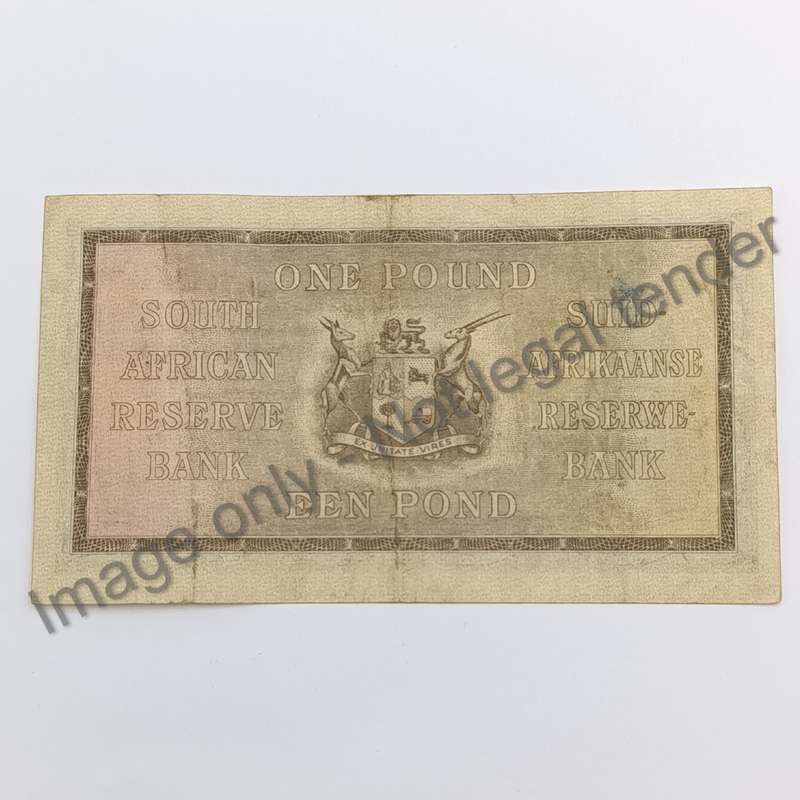 ONE POUND
SOUTH
AFRICAN
RESERVE
BANK
SUID-
AFRIKAANSE
RESERWE-
BANK
EX·UNITATE·VIRES
EEN POND
Image only - Not legal tender